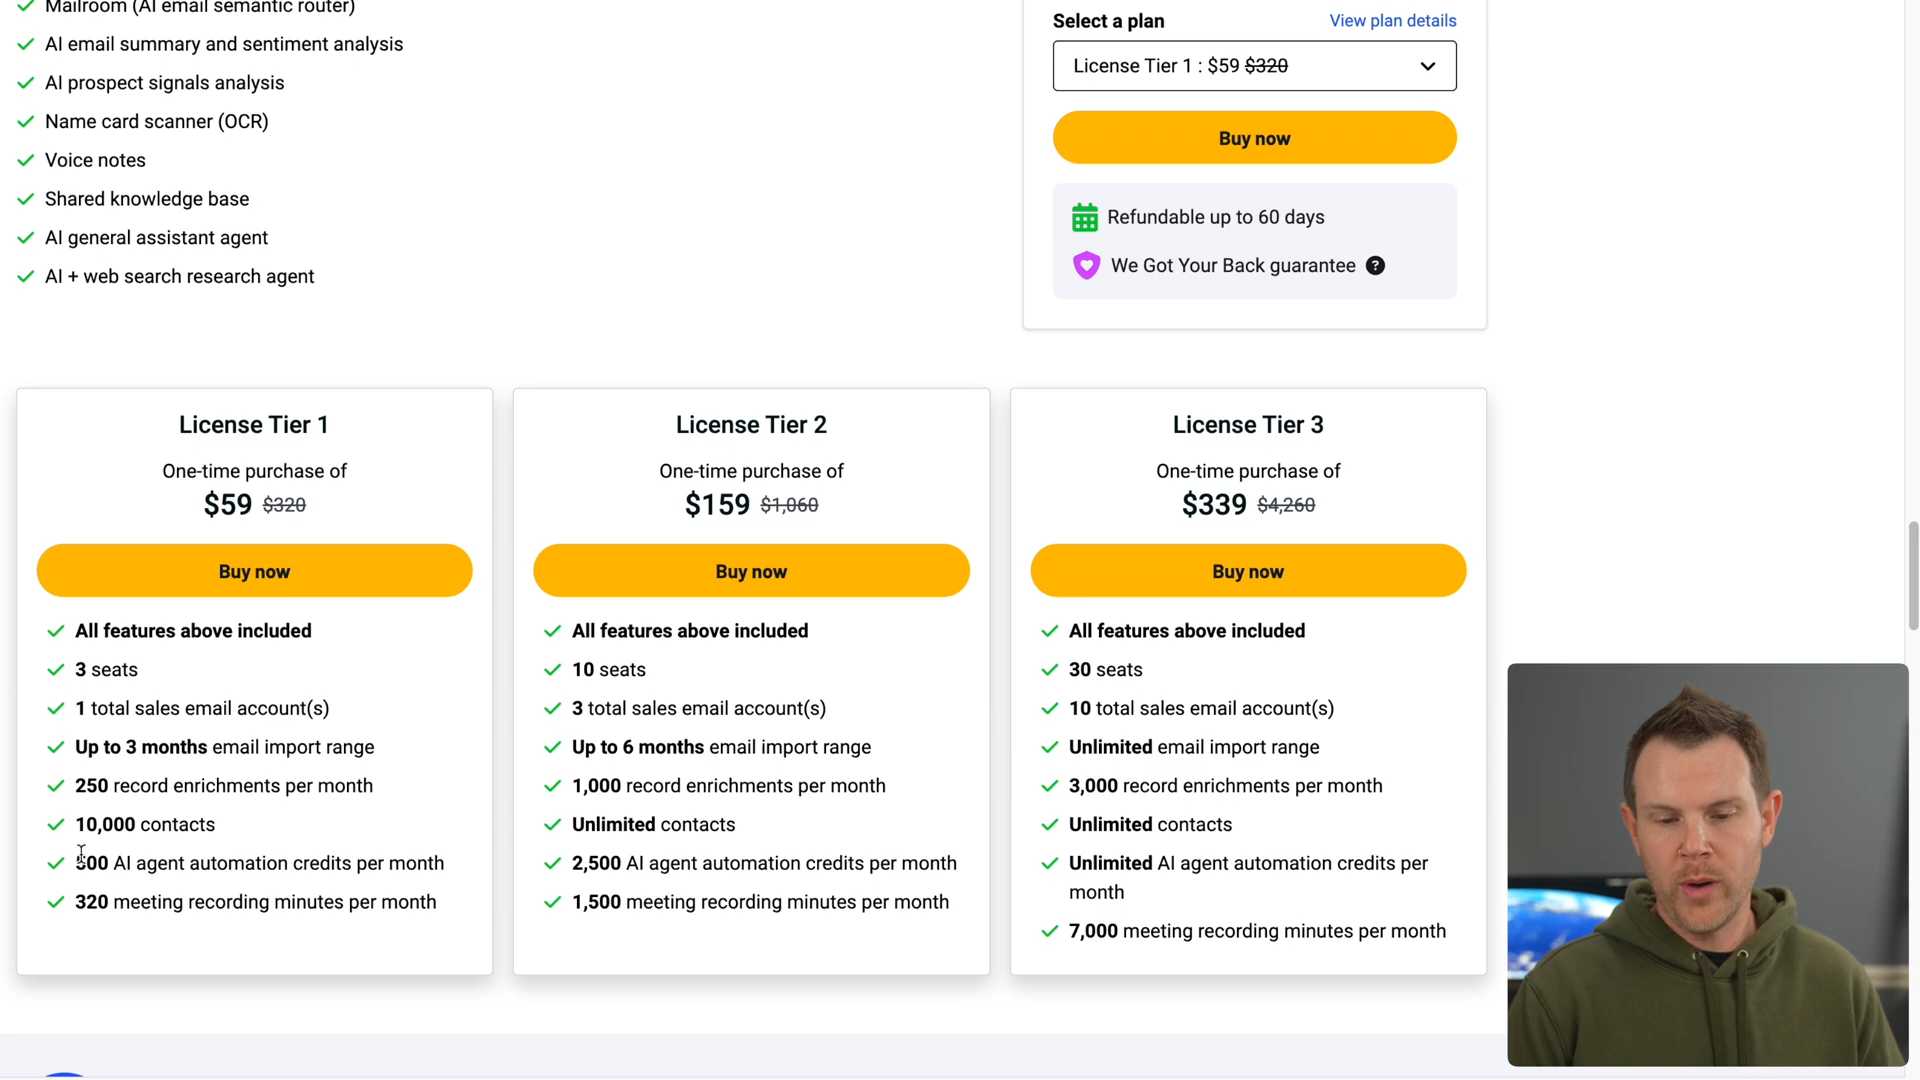 Mailroom (AI email semantic router)
AI email summary and sentiment analysis
AI prospect signals analysis
Name card scanner (OCR)
Voice notes
Shared knowledge base
AI general assistant agent
AI + web search research agent
Select a plan
View plan details
License Tier 1 : $59 $320
Buy now
Refundable up to 60 days
We Got Your Back guarantee ?
License Tier 1
One-time purchase of
$59 $320
Buy now
All features above included
3 seats
1 total sales email account(s)
Up to 3 months email import range
250 record enrichments per month
10,000 contacts
AI agent automation credits per month
320 meeting recording minutes per month
License Tier 2
One-time purchase of
$159 $1,060
Buy now
All features above included
10 seats
3 total sales email account(s)
Up to 6 months email import range
1,000 record enrichments per month
Unlimited contacts
2,500 AI agent automation credits per month
1,500 meeting recording minutes per month
License Tier 3
One-time purchase of
$339 $4,260
Buy now
All features above included
30 seats
10 total sales email account(s)
Unlimited email import range
3,000 record enrichments per month
Unlimited contacts
Unlimited AI agent automation credits per
month
7,000 meeting recording minutes per month